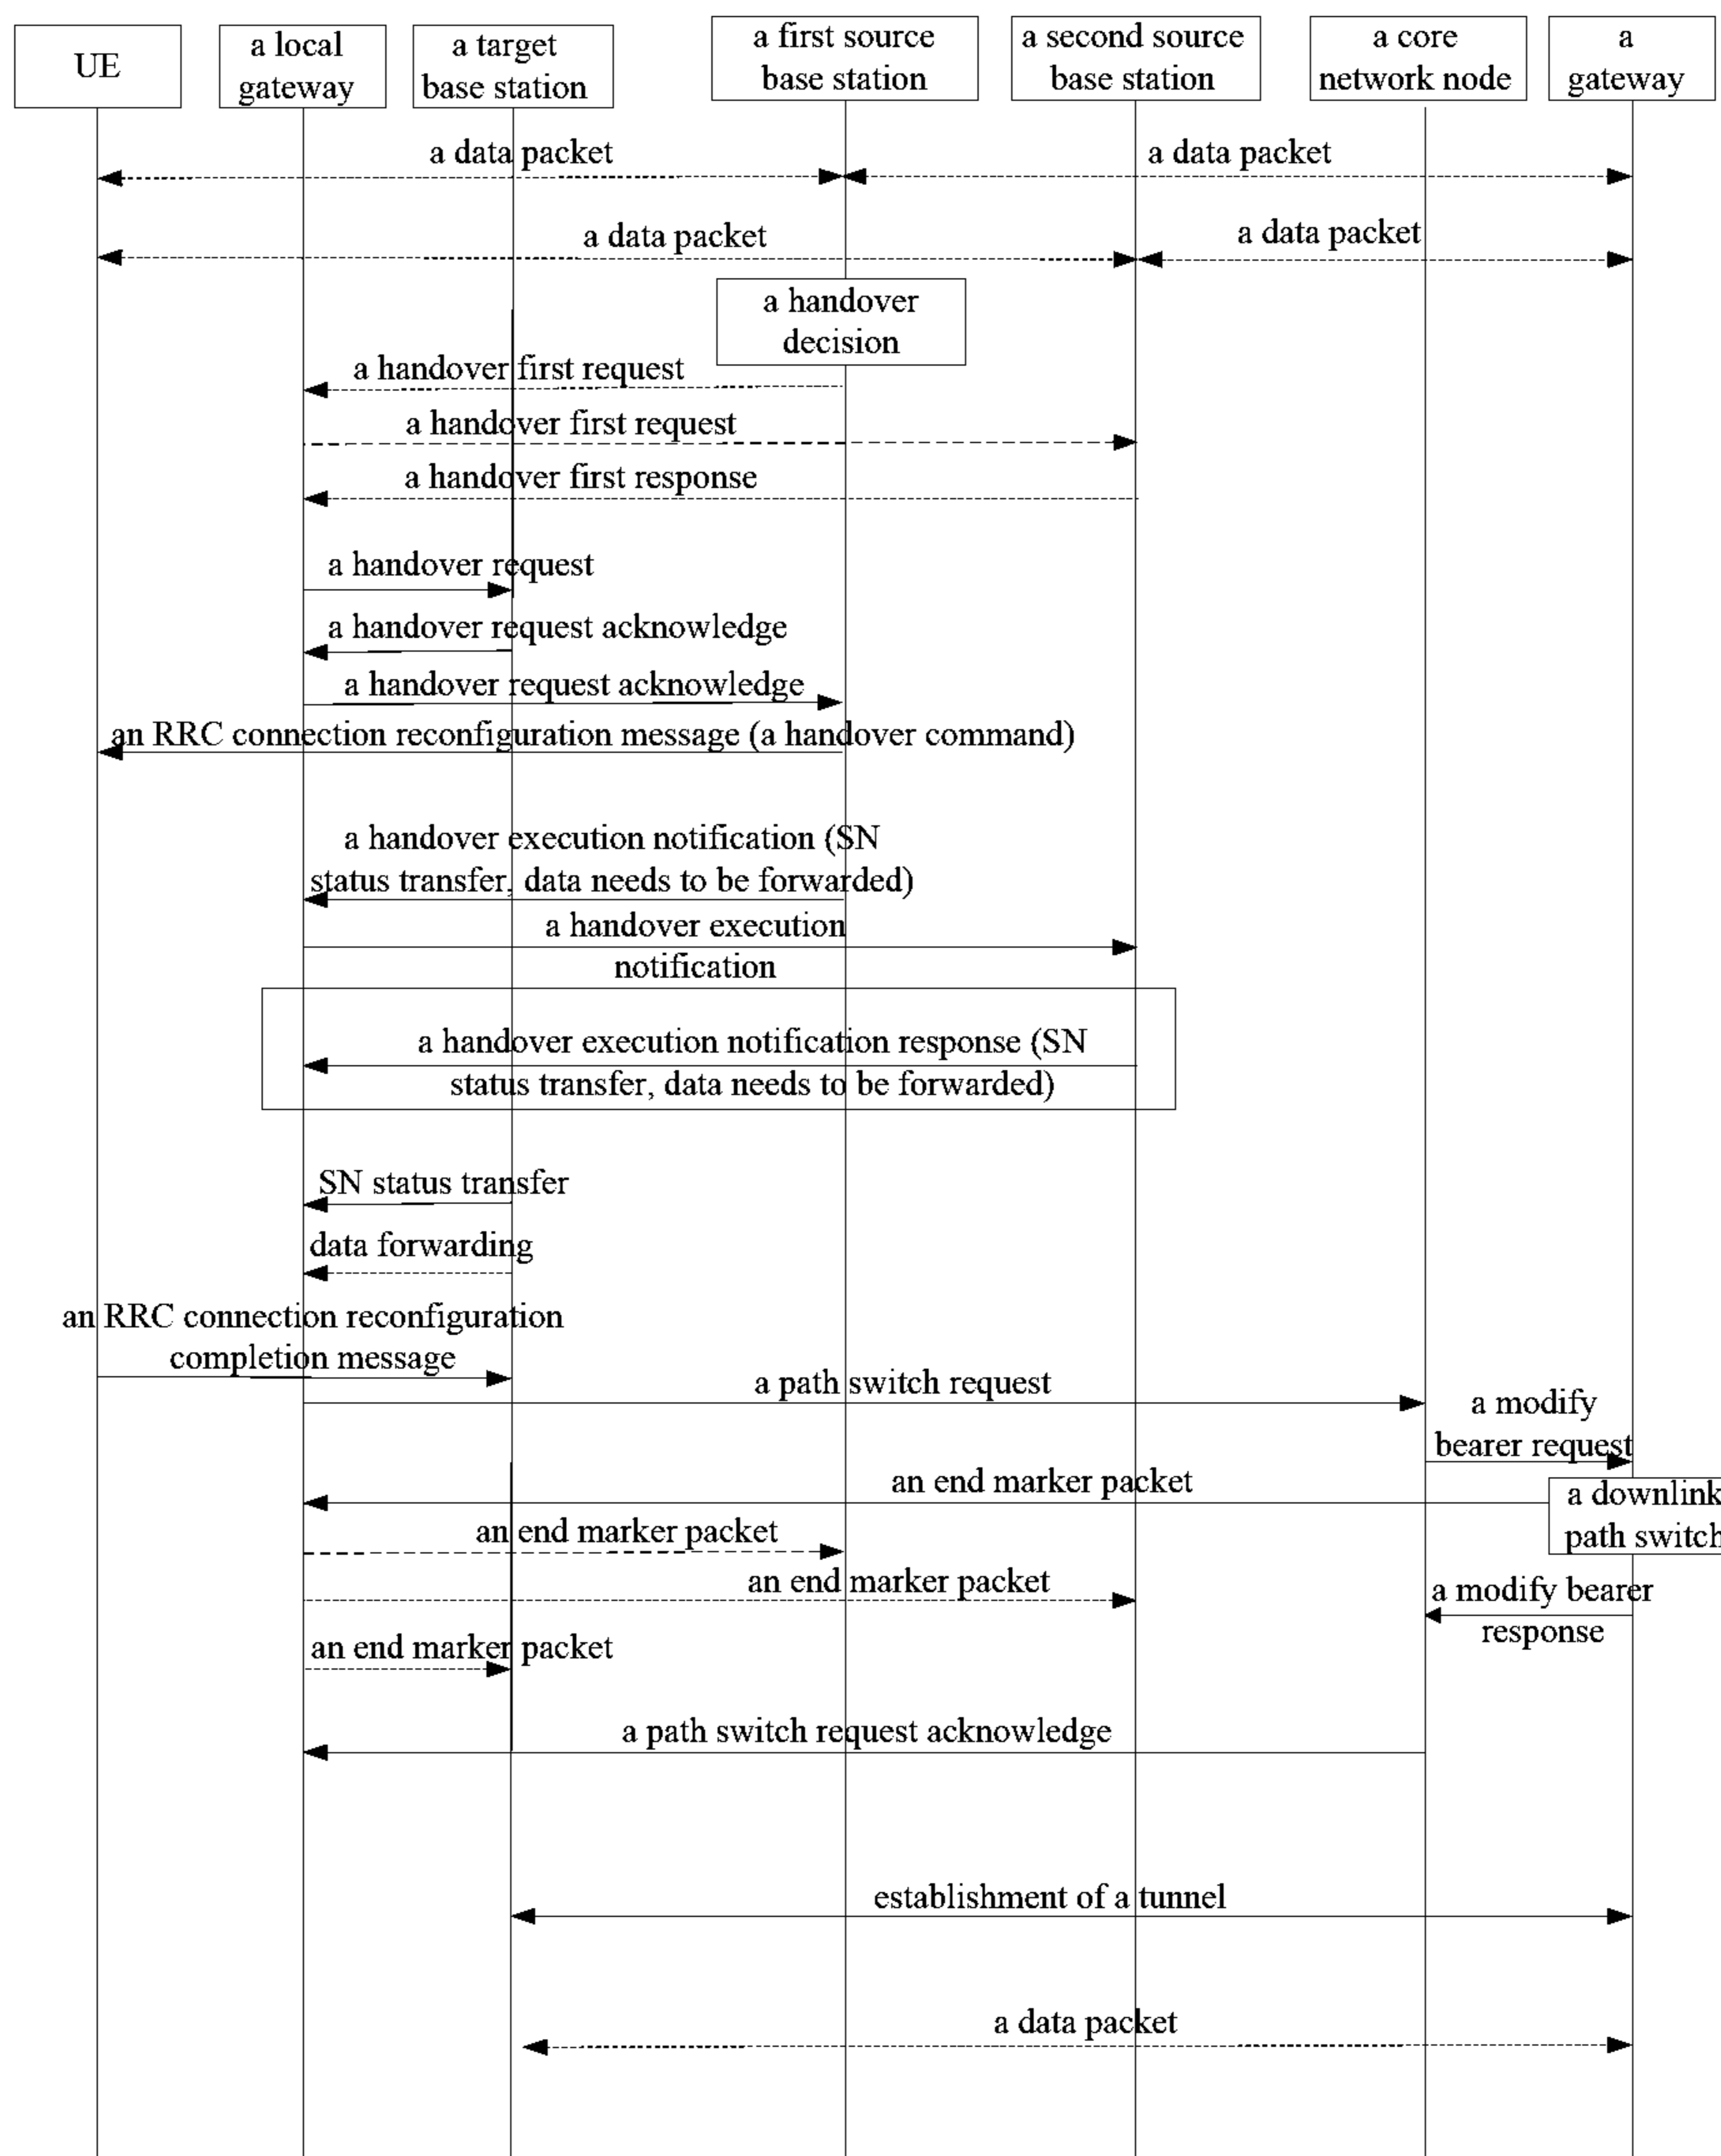 UE
a local
gateway
a target
base station
a first source
base station
a second source
base station
a core
network node
a
gateway
a data packet
a data packet
a data packet
a data packet
a handover
decision
a handover first request
a handover first request
a handover first response
a handover request
a handover request acknowledge
a handover request acknowledge
an RRC connection reconfiguration message (a handover command)
a handover execution notification (SN
status transfer, data needs to be forwarded)
a handover execution
notification
a handover execution notification response (SN
status transfer, data needs to be forwarded)
SN status transfer
data forwarding
an RRC connection reconfiguration
completion message
a path switch request
a modify
bearer request
an end marker packet
a downlink
path switch
an end marker packet
an end marker packet
a modify bearer
response
an end marker packet
a path switch request acknowledge
establishment of a tunnel
a data packet